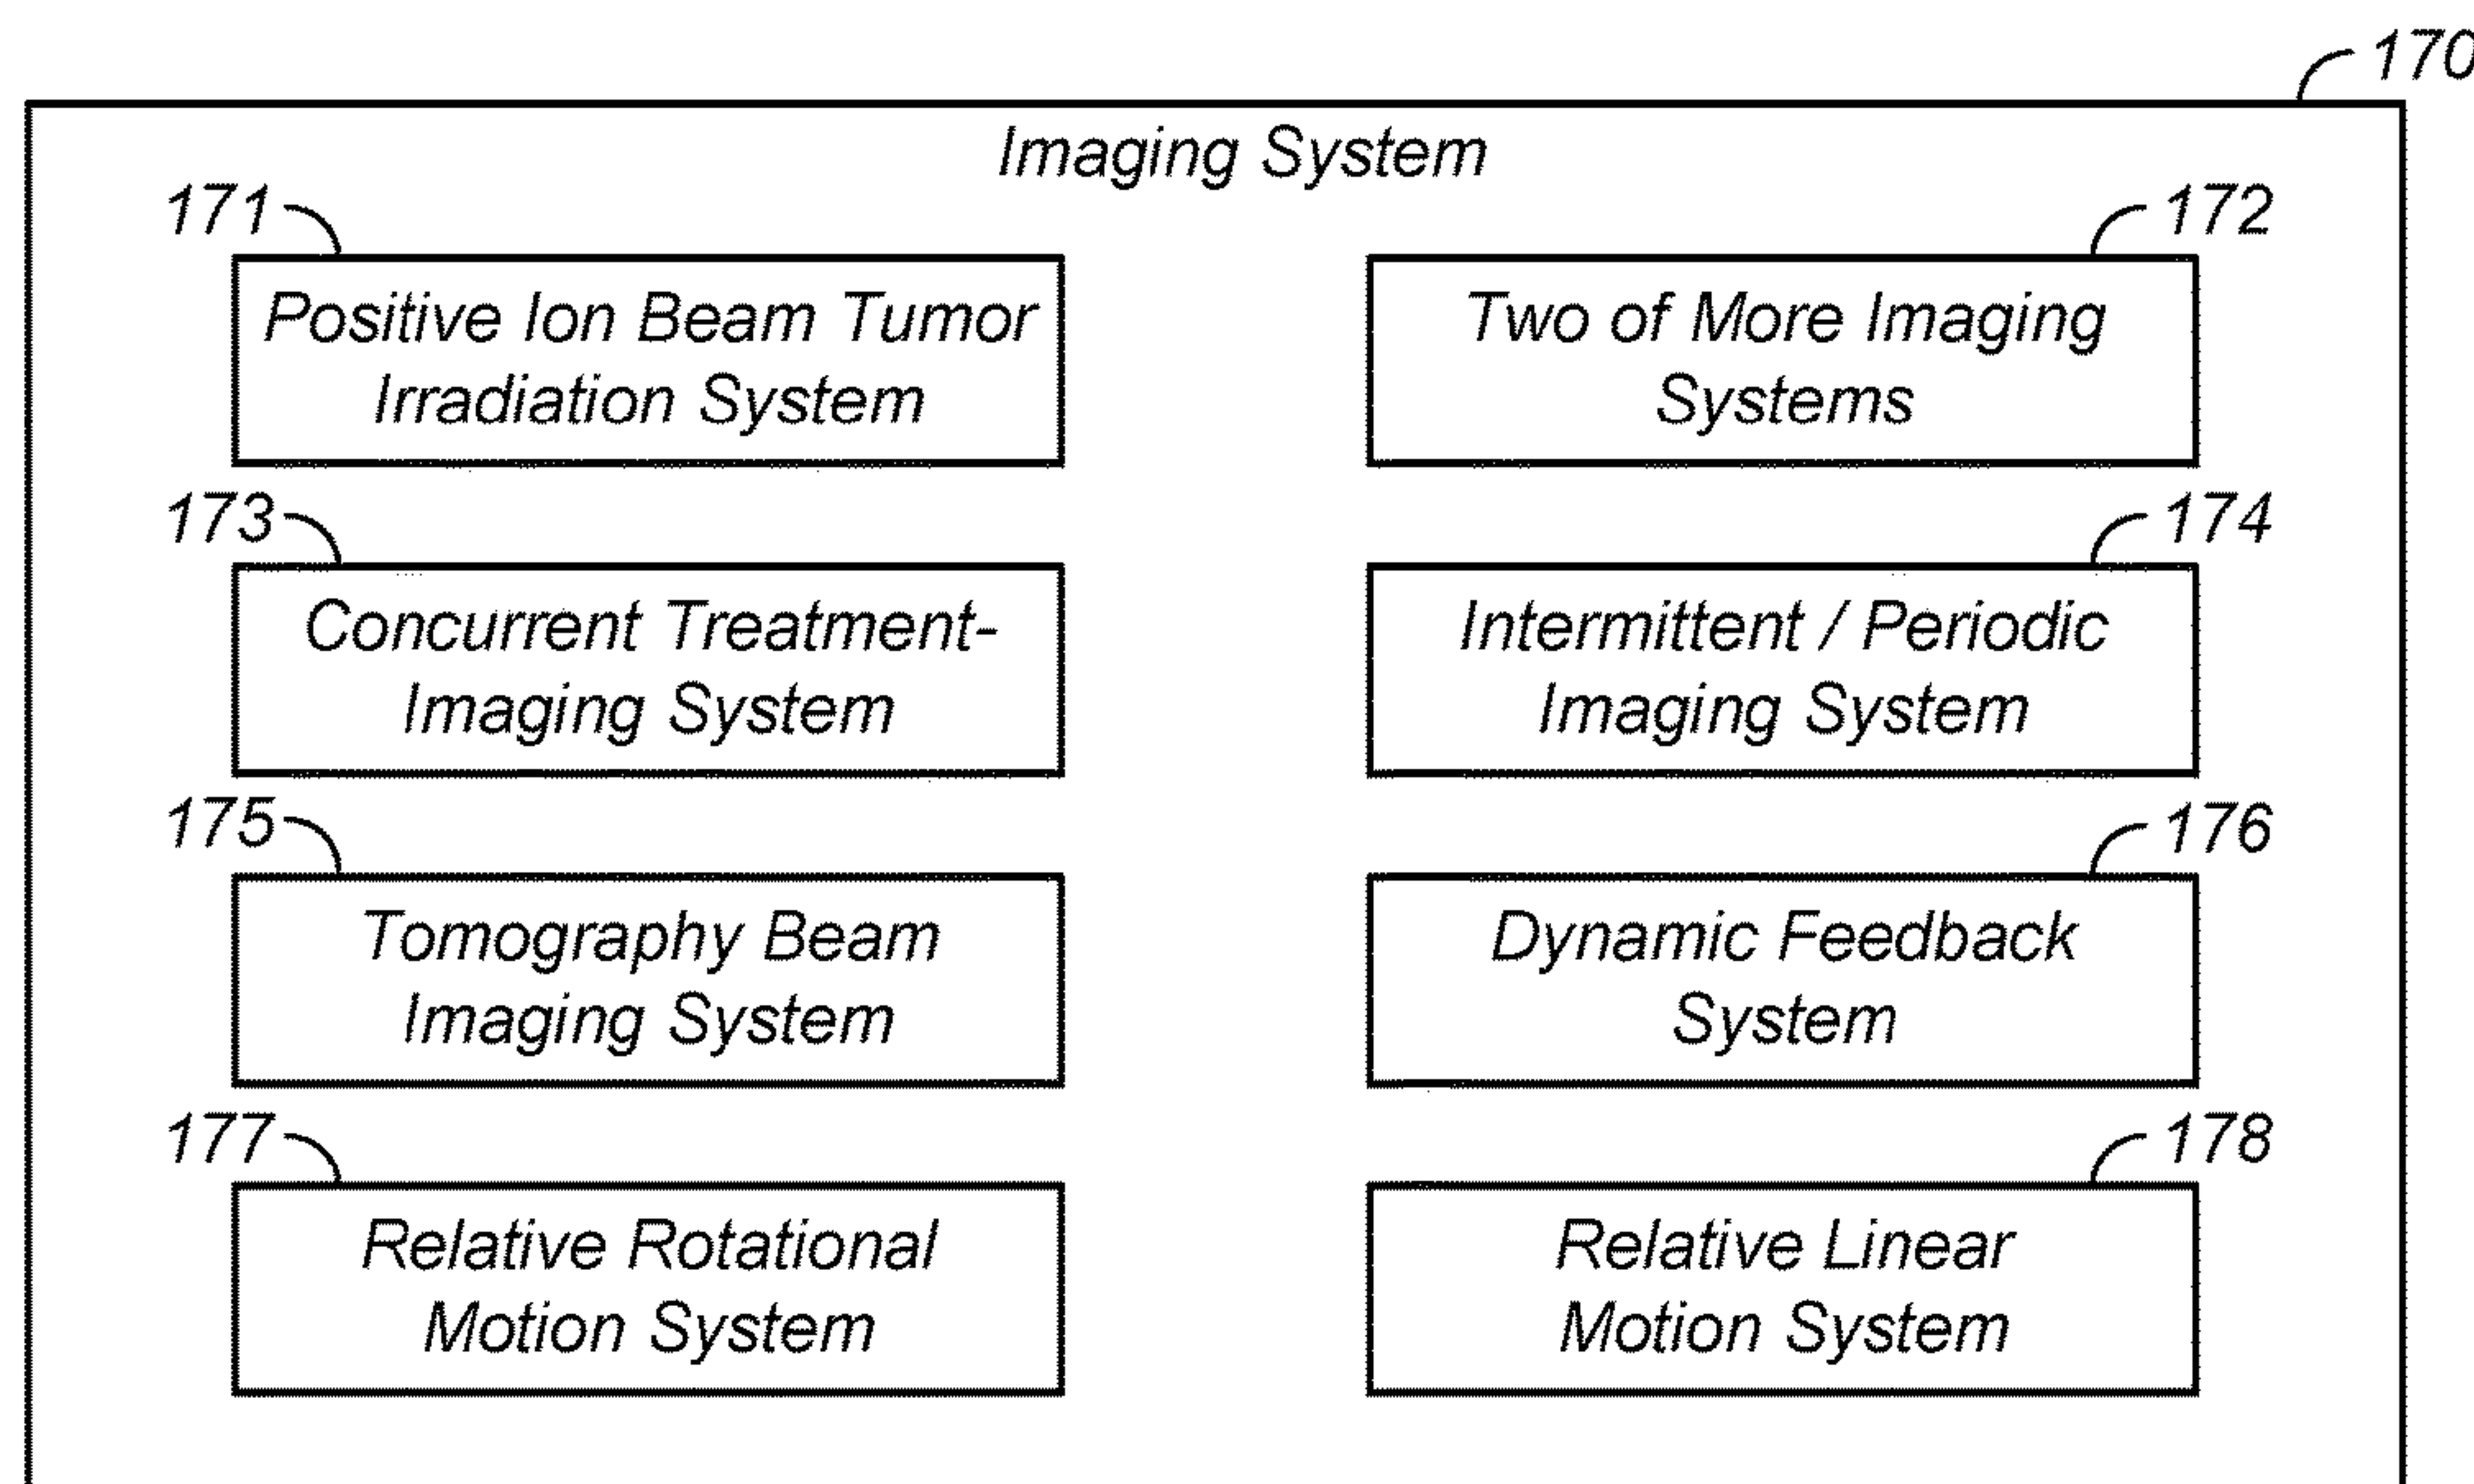 170
Imaging System
171
Positive Ion Beam Tumor
Irradiation System
172
Two of More Imaging
Systems
173
Concurrent Treatment-
Imaging System
174
Intermittent / Periodic
Imaging System
175
Tomography Beam
Imaging System
176
Dynamic Feedback
System
177
Relative Rotational
Motion System
178
Relative Linear
Motion System